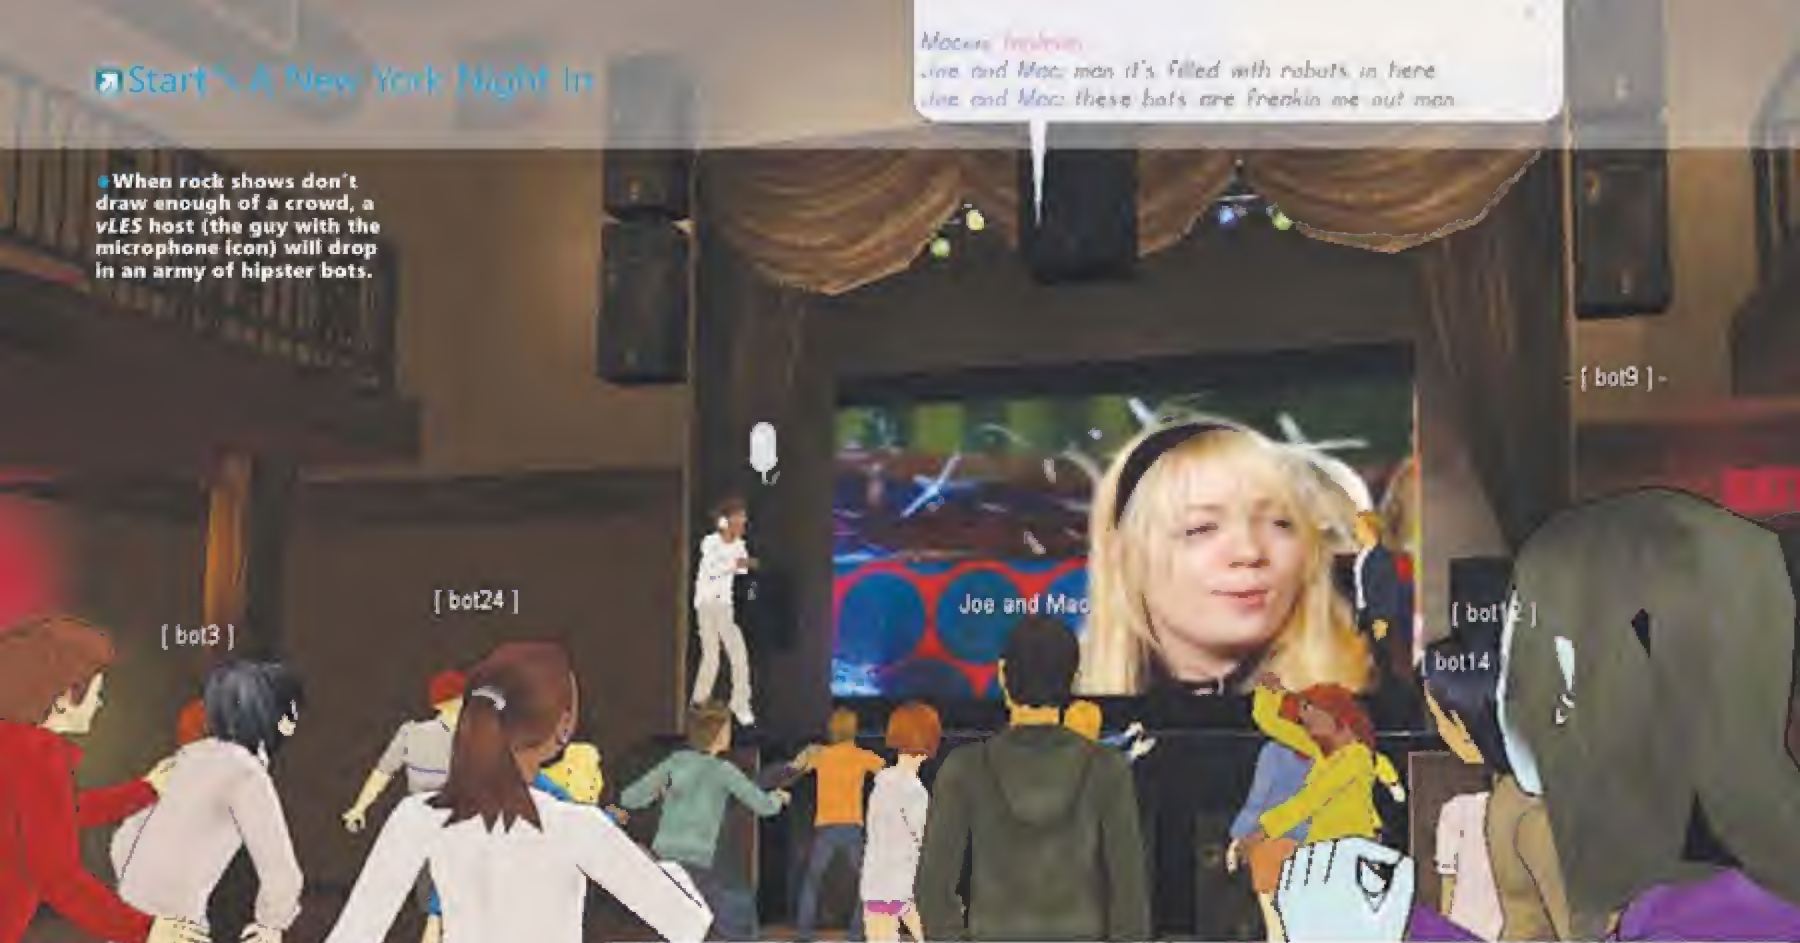 Start A New York Night In
Joe and Mac: man it's filled with robots in here
Joe and Mac: these bots are freakin me out man
When rock shows don't
draw enough of a crowd, a
vLES host (the guy with the
microphone icon) will drop
in an army of hipster bots.
[ bot9 ]
[ bot24 ]
[ bot3 ]
Joe and Mac
[ bot12 ]
[ bot14